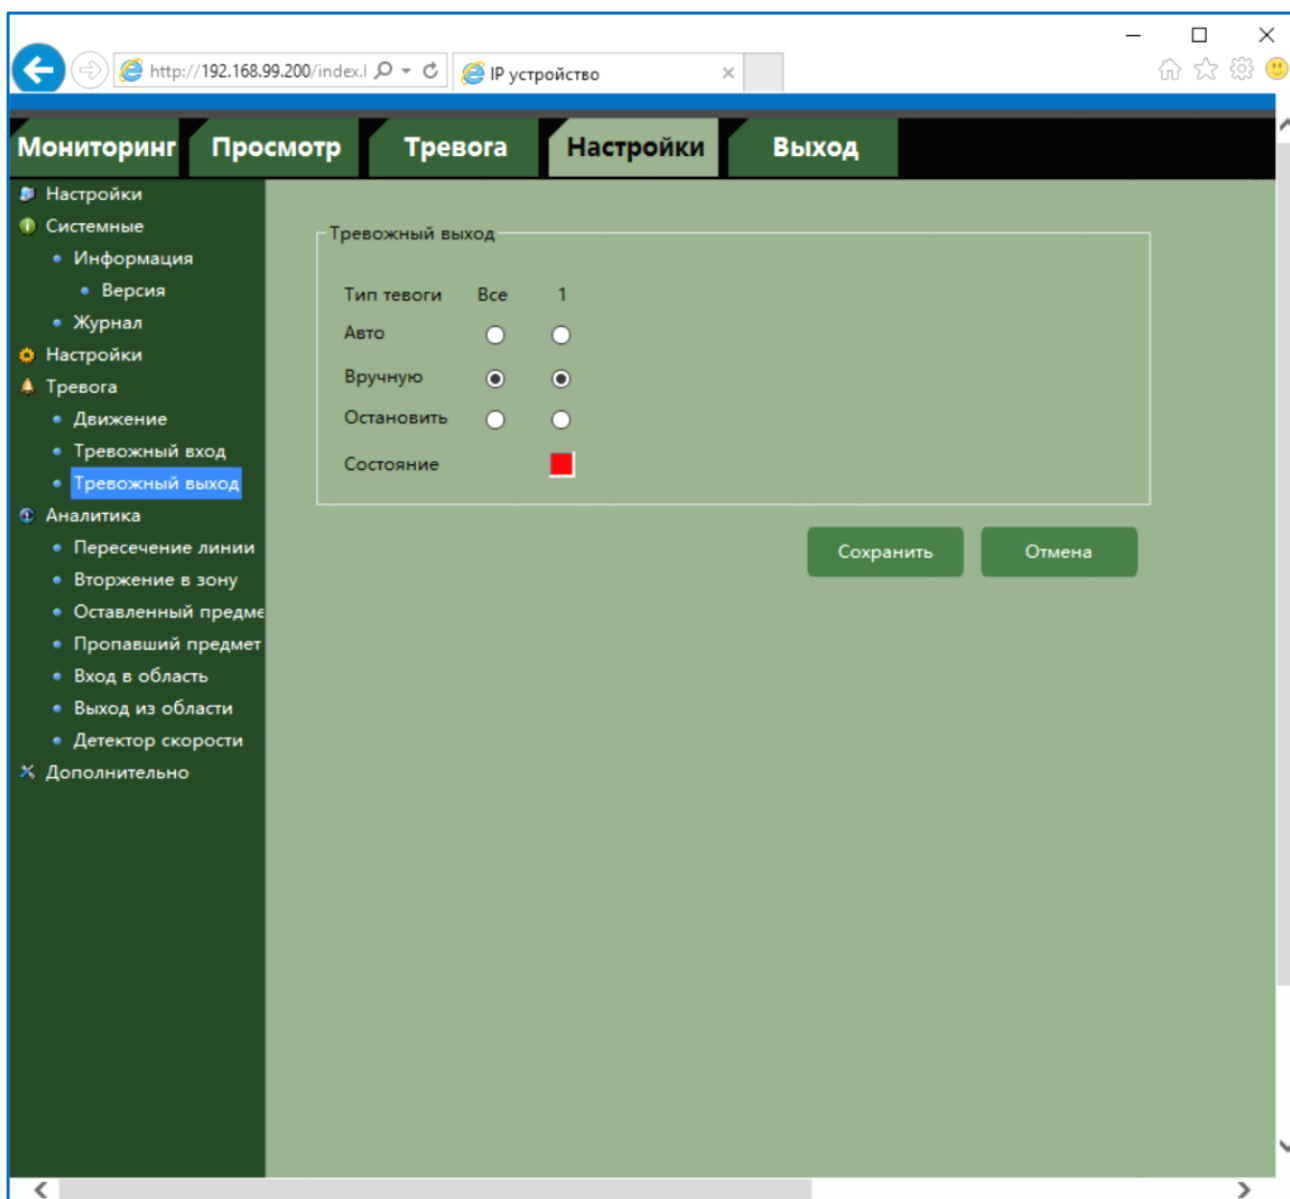 http://192.168.99.200/index.l
IP устройство
Мониторинг Просмотр Тревога Настройки Выход
Настройки
Системные
Информация
Версия
Журнал
Настройки
Тревога
Движение
Тревожный вход
Тревожный выход
Аналитика
Пересечение линии
Вторжение в зону
Оставленный предме
Пропавший предмет
Вход в область
Выход из области
Детектор скорости
Дополнительно
Тревожный выход
Тип тевоги Все 1
Авто
Вручную
Остановить
Состояние
Сохранить Отмена